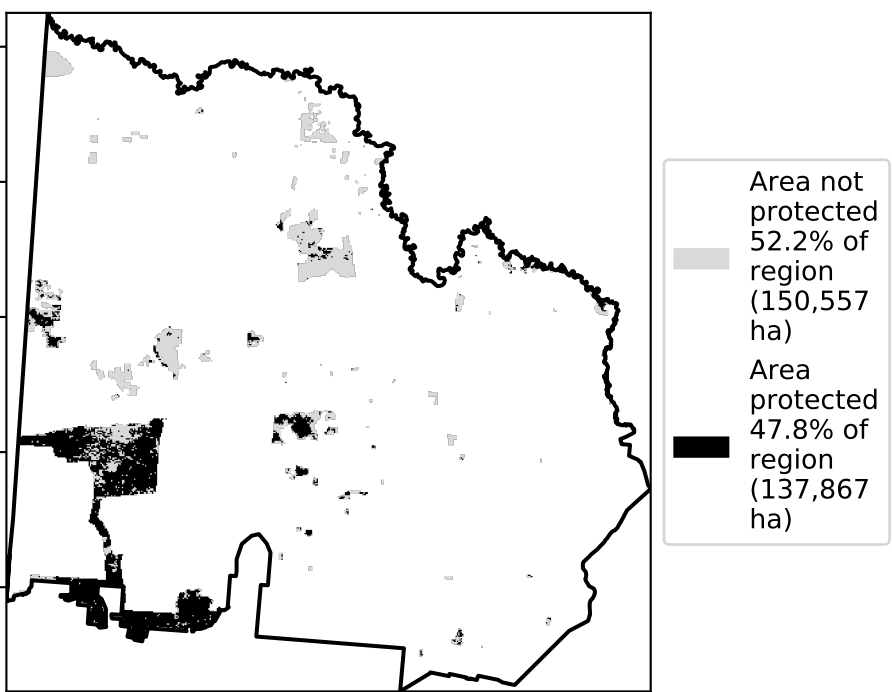 Area not
protected
52.2% of
region
(150,557
ha)
Area
protected
47.8% of
region
(137,867
ha)